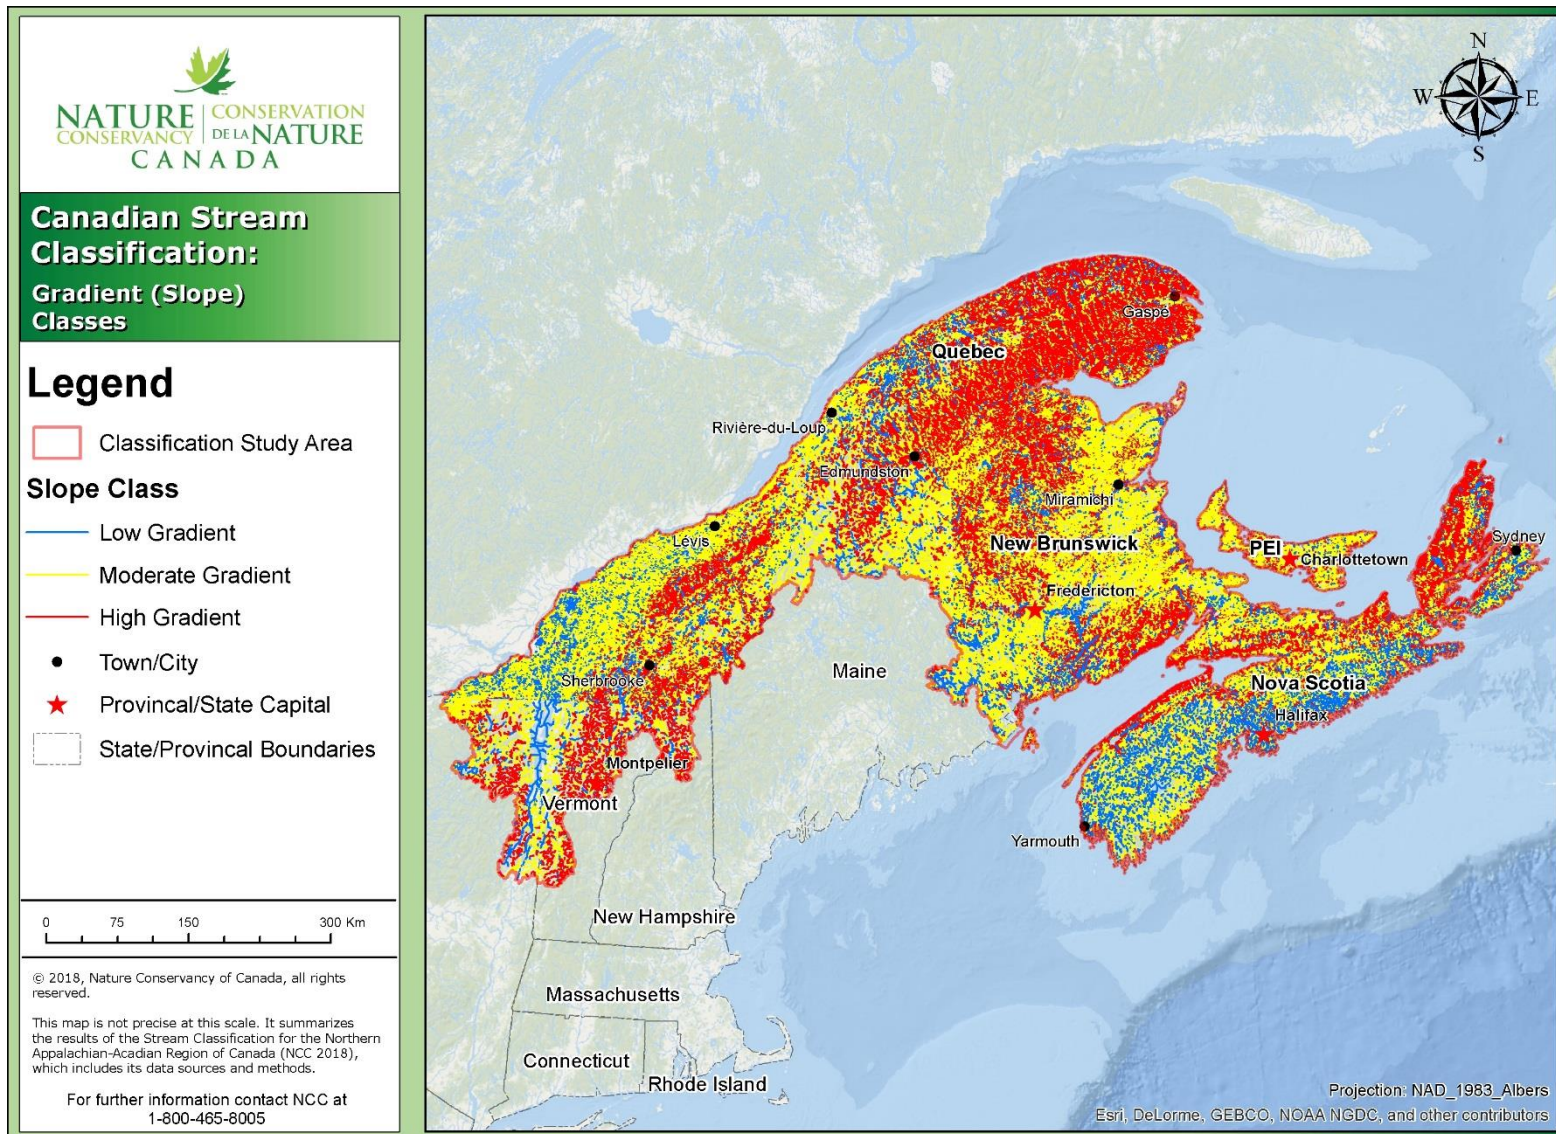 NATURE CONSERVATION
CONSERVANCY DE LA NATURE
CANADA
Canadian Stream
Classification:
Gradient (Slope)
Classes
Legend
Classification Study Area
Slope Class
Low Gradient
Moderate Gradient
High Gradient
Town/City
Provincal/State Capital
State/Provincal Boundaries
0 75 150 300 Km
© 2018, Nature Conservancy of Canada, all rights
reserved.
This map is not precise at this scale. It summarizes
the results of the Stream Classification for the Northern
Appalachian-Acadian Region of Canada (NCC 2018),
which includes its data sources and methods.
For further information contact NCC at
1-800-465-8005
N
W E
S
Gaspé
Quebec
Rivière-du-Loup
Edmundston
Miramichi
Lévis
New Brunswick
PEI
Charlottetown
Sydney
Fredericton
Maine
Sherbrooke
Nova Scotia
Halifax
Montpelier
Vermont
Yarmouth
New Hampshire
Massachusetts
Connecticut
Rhode Island
Projection: NAD_1983_Albers
Esri, DeLorme, GEBCO, NOAA NGDC, and other contributors